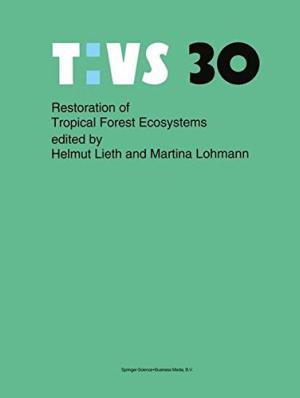 T:VS 30
Restoration of
Tropical Forest Ecosystems
edited by
Helmut Lieth and Martina Lohmann
Springer-Science+Business Media, B.V.